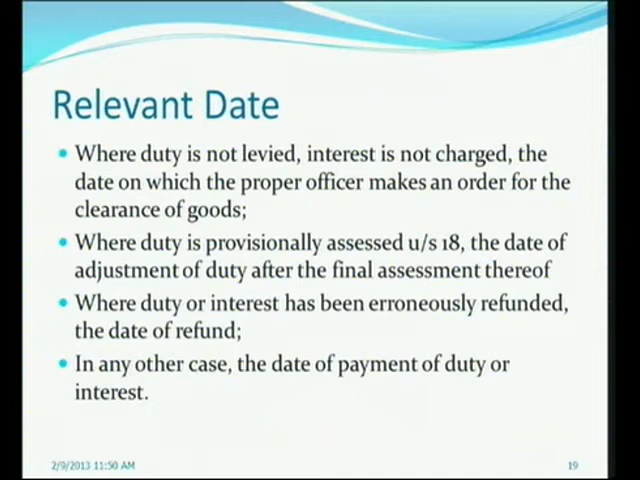 Relevant Date
Where duty is not levied, interest is not charged, the
date on which the proper officer makes an order for the
clearance of goods;
Where duty is provisionally assessed u/s 18, the date of
adjustment of duty after the final assessment thereof
Where duty or interest has been erroneously refunded,
the date of refund;
In any other case, the date of payment of duty or
interest.
2/9/2013 11:50 AM
19